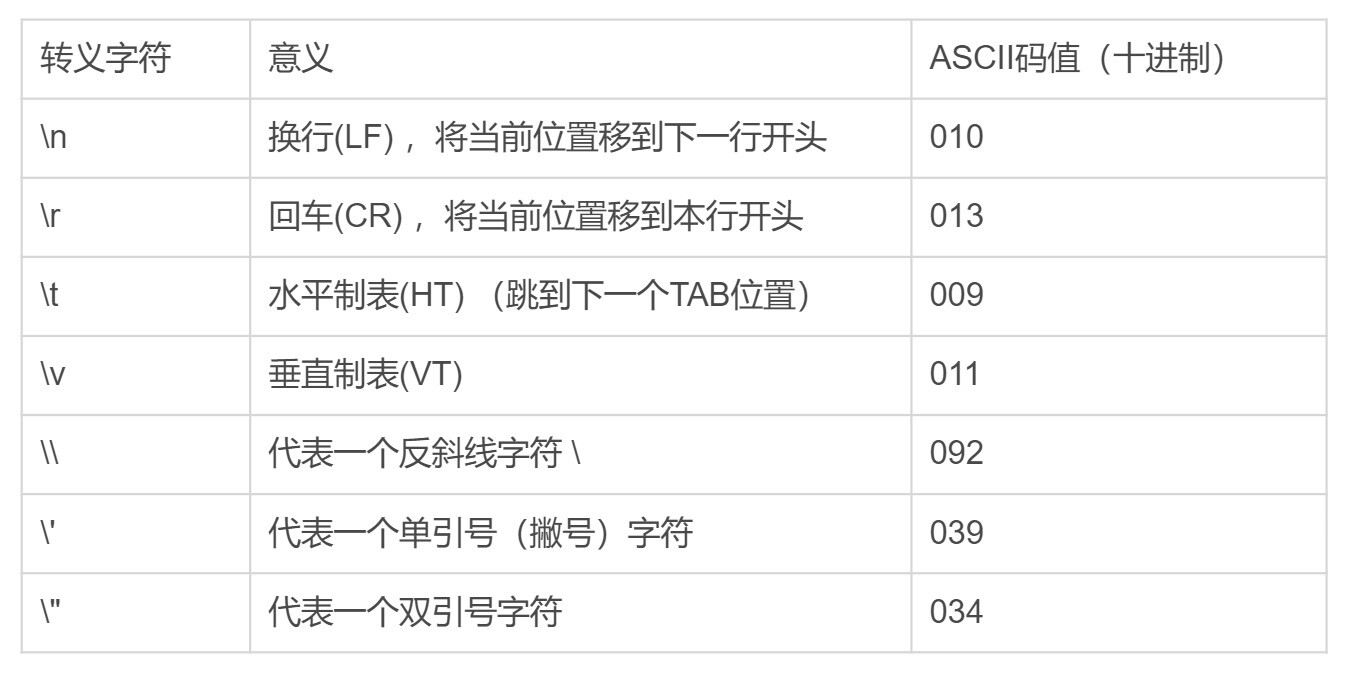 转义字符 意义 ASCII码值（十进制）
\n 换行(LF) ，将当前位置移到下一行开头 010
\r 回车(CR) ，将当前位置移到本行开头 013
\t 水平制表(HT) （跳到下一个TAB位置） 009
\v 垂直制表(VT) 011
\\ 代表一个反斜线字符 \ 092
\' 代表一个单引号（撇号）字符 039
\" 代表一个双引号字符 034